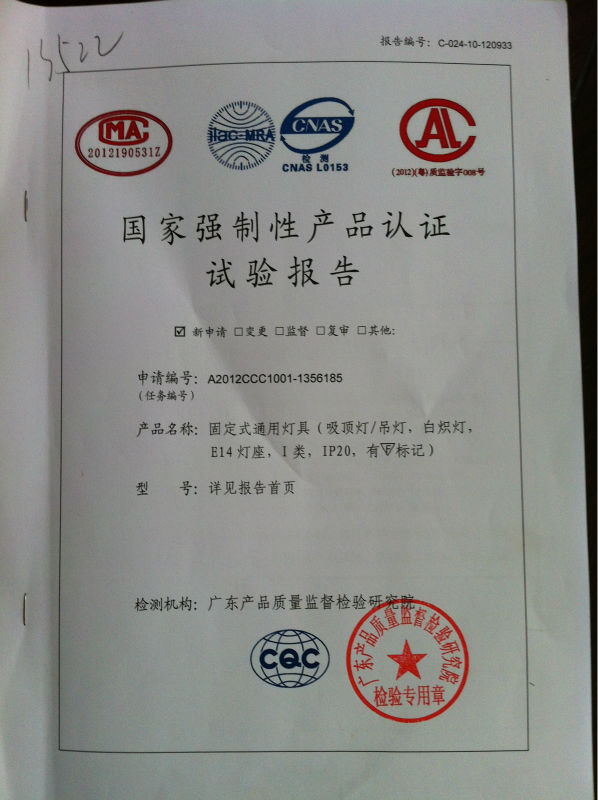 13522
报告编号: C-024-10-120933
CMA
2012190531Z
ilac-MRA
CNAS
检测
CNAS L0153
CAL
(2012)(粤)质监验字008号
国家强制性产品认证
试验报告
☑ 新申请 □变更 □监督 □复审 □其他:
申请编号: A2012CCC1001-1356185
(任务编号)
产品名称: 固定式通用灯具(吸顶灯/吊灯, 白炽灯,
E14灯座, I类, IP20, 有F标记)
型 号: 详见报告首页
检测机构: 广东产品质量监督检验研究院
CQC
广东产品质量监督检验研究院
检验专用章